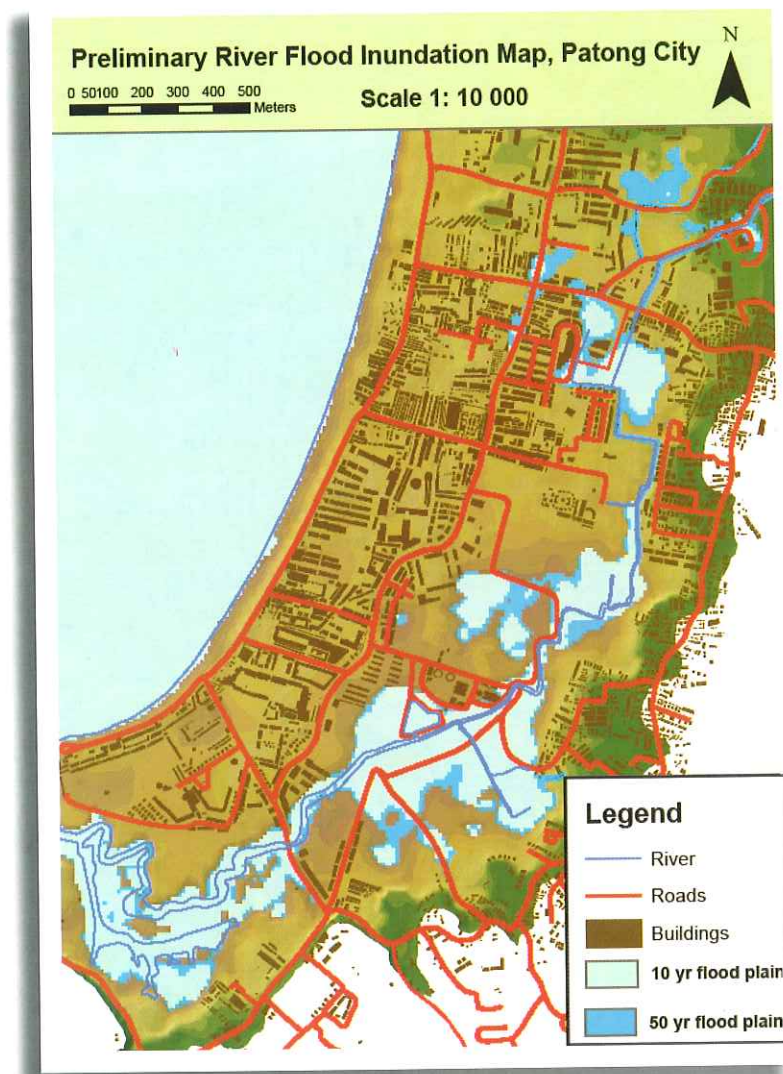 Preliminary River Flood Inundation Map, Patong City
N
0 50100 200 300 400 500
Meters
Scale 1: 10 000
Legend
River
Roads
Buildings
10 yr flood plain
50 yr flood plain